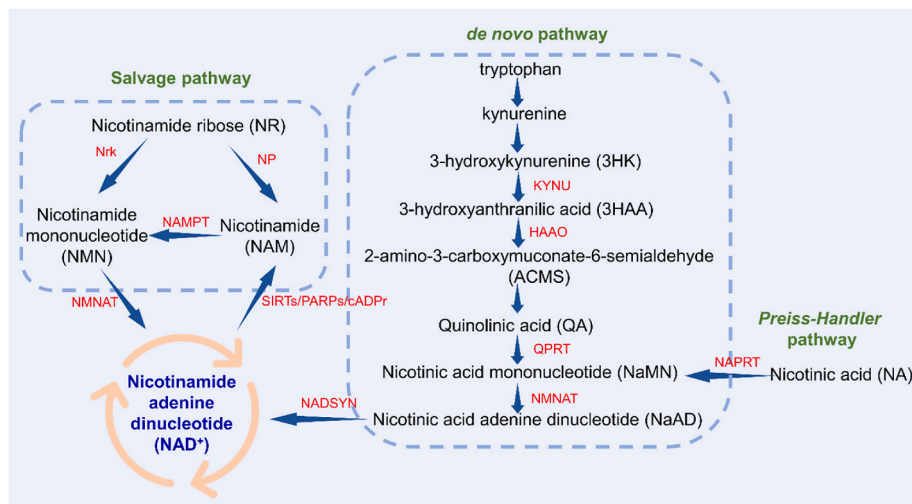 de novo pathway
Salvage pathway
tryptophan
kynurenine
Nicotinamide ribose (NR)
Nrk
NP
3-hydroxykynurenine (3HK)
KYNU
3-hydroxyanthranilic acid (3HAA)
HAAO
Nicotinamide
mononucleotide
(NMN)
NAMPT
Nicotinamide
(NAM)
2-amino-3-carboxymuconate-6-semialdehyde
(ACMS)
NMNAT
SIRTs/PARPs/cADPr
Quinolinic acid (QA)
QPRT
Preiss-Handler
pathway
Nicotinic acid mononucleotide (NaMN)
NAPRT
Nicotinic acid (NA)
NMNAT
Nicotinic acid adenine dinucleotide (NaAD)
NADSYN
Nicotinamide
adenine
dinucleotide
(NAD⁺)